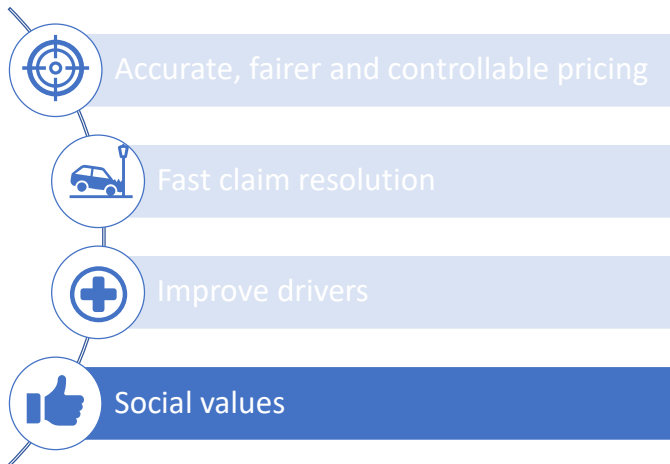 Accurate, fairer and controllable pricing
Fast claim resolution
Improve drivers
Social values